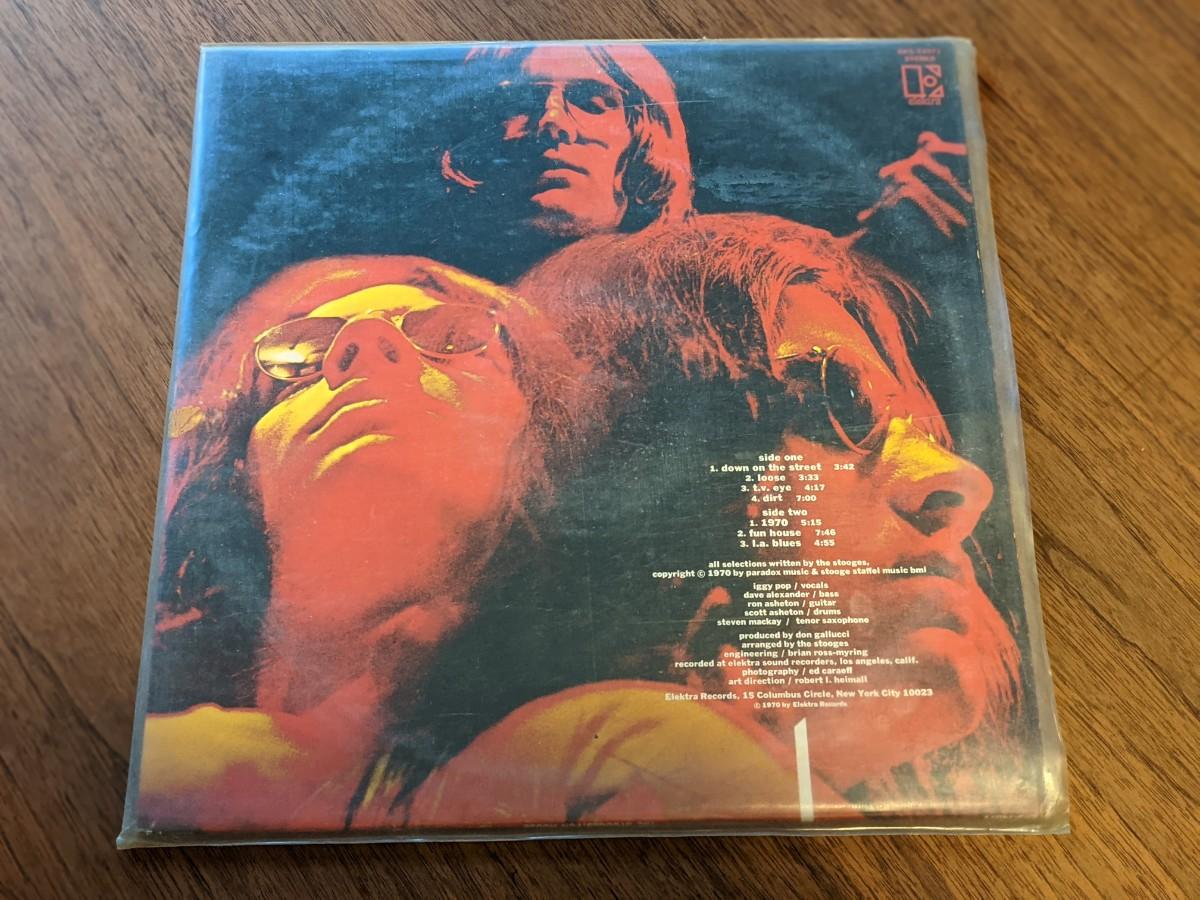 stereo
elektra
side one
1. down on the street 3:42
2. loose 3:33
3. t.v. eye 4:17
4. dirt 7:00
side two
1. 1970 5:15
2. fun house 7:46
3. l.a. blues 4:55
all selections written by the stooges,
copyright © 1970 by paradox music & stooge staffel music bmi
iggy pop / vocals
dave alexander / bass
ron asheton / guitar
scott asheton / drums
steven mackay / tenor saxophone
produced by don gallucci
arranged by the stooges
engineering / brian ross-myring
recorded at elektra sound recorders, los angeles, calif.
photography / ed caraeff
art direction / robert l. heimall
Elektra Records, 15 Columbus Circle, New York City 10023
© 1970 by Elektra Records